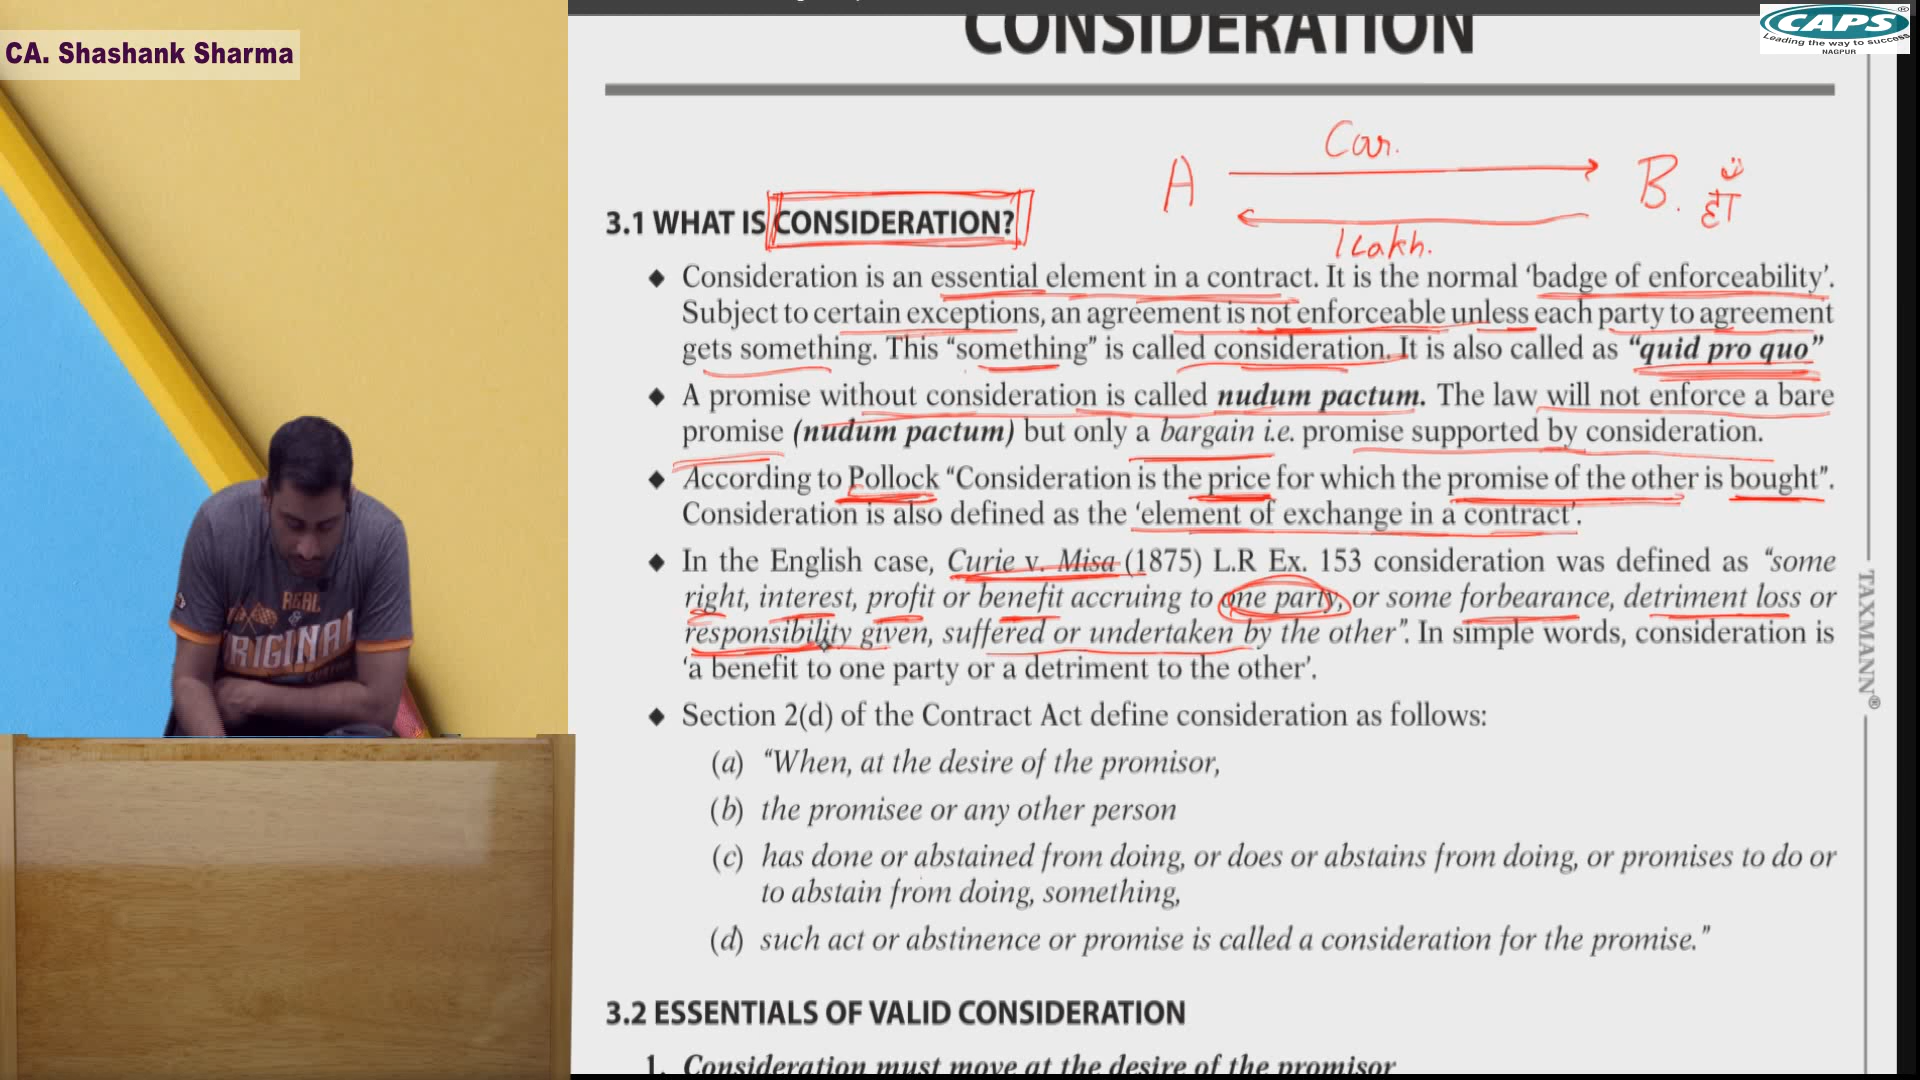 CA. Shashank Sharma
CAPS®
Leading the way to success
NAGPUR
CONSIDERATION
Car.
A
B.
हा
1 Lakh.
3.1 WHAT IS CONSIDERATION?
◆ Consideration is an essential element in a contract. It is the normal ‘badge of enforceability’.
Subject to certain exceptions, an agreement is not enforceable unless each party to agreement
gets something. This “something” is called consideration. It is also called as “quid pro quo”
◆ A promise without consideration is called nudum pactum. The law will not enforce a bare
promise (nudum pactum) but only a bargain i.e. promise supported by consideration.
◆ According to Pollock “Consideration is the price for which the promise of the other is bought”.
Consideration is also defined as the ‘element of exchange in a contract’.
◆ In the English case, Curie v. Misa (1875) L.R Ex. 153 consideration was defined as “some
right, interest, profit or benefit accruing to one party, or some forbearance, detriment loss or
responsibility given, suffered or undertaken by the other”. In simple words, consideration is
‘a benefit to one party or a detriment to the other’.
◆ Section 2(d) of the Contract Act define consideration as follows:
(a) “When, at the desire of the promisor,
(b) the promisee or any other person
(c) has done or abstained from doing, or does or abstains from doing, or promises to do or
to abstain from doing, something,
(d) such act or abstinence or promise is called a consideration for the promise.”
3.2 ESSENTIALS OF VALID CONSIDERATION
1. Consideration must move at the desire of the promisor
TAXMANN®
REAL
&
ORIGINAL